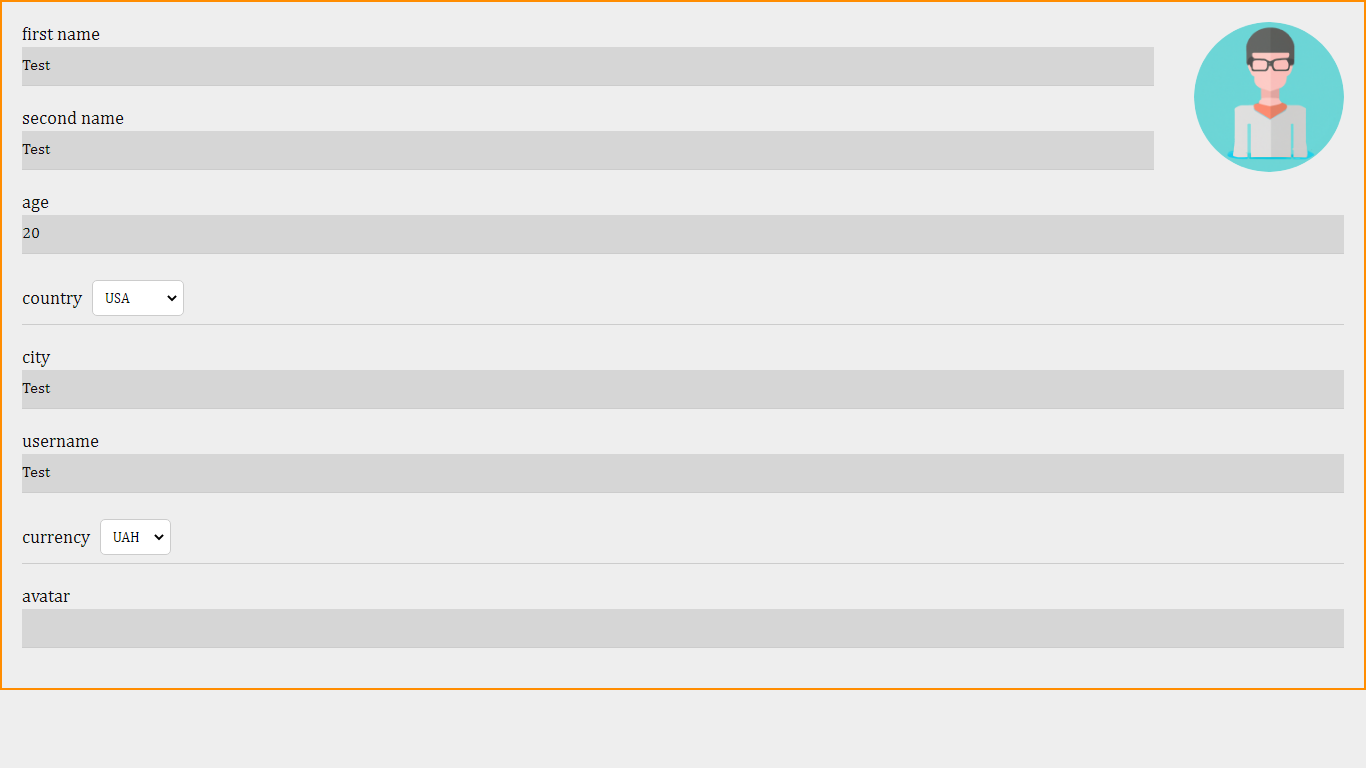 first name
Test
second name
Test
age
20
country USA
city
Test
username
Test
currency UAH
avatar